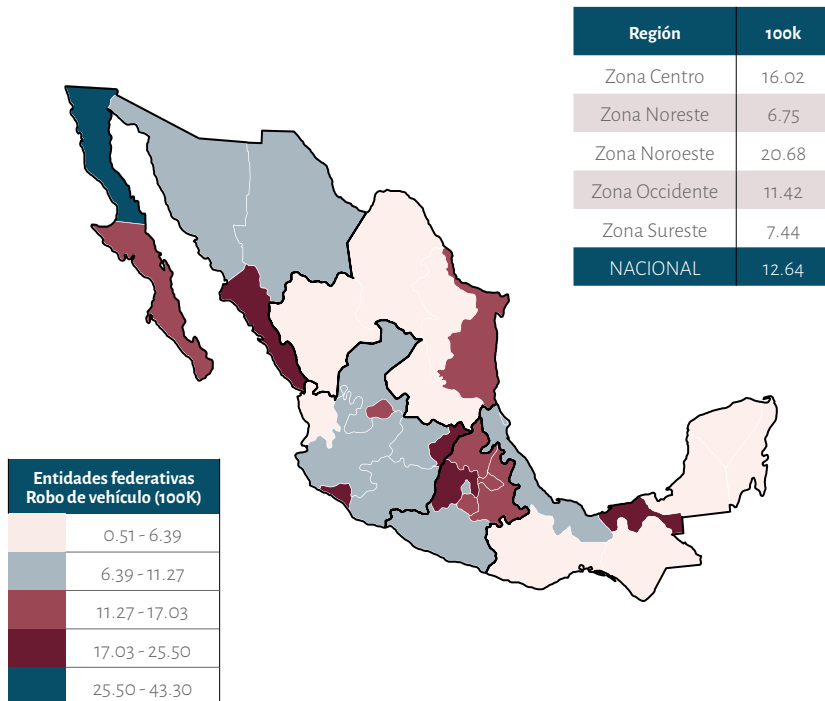 Región 100k
Zona Centro 16.02
Zona Noreste 6.75
Zona Noroeste 20.68
Zona Occidente 11.42
Zona Sureste 7.44
NACIONAL 12.64
Entidades federativas
Robo de vehículo (100K)
0.51 - 6.39
6.39 - 11.27
11.27 - 17.03
17.03 - 25.50
25.50 - 43.30